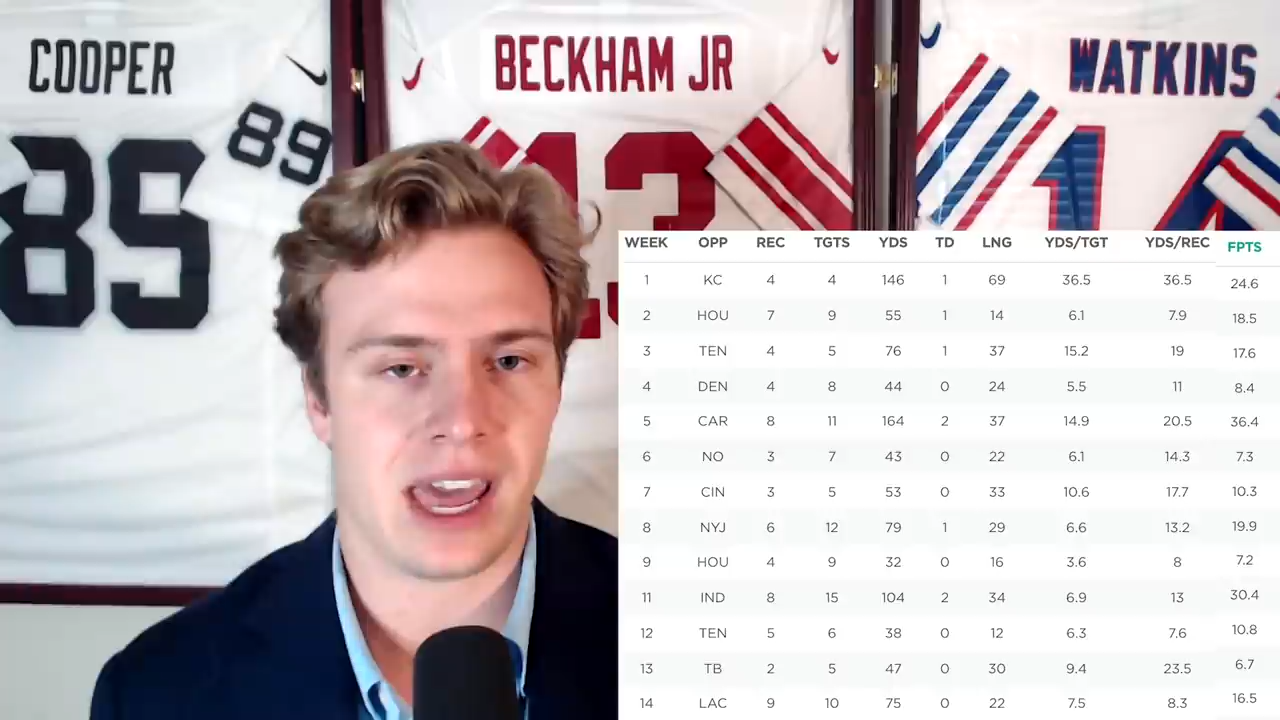 COOPER
89
89
BECKHAM JR
13
WATKINS
WEEK OPP REC TGTS YDS TD LNG YDS/TGT YDS/REC FPTS
1 KC 4 4 146 1 69 36.5 36.5 24.6
2 HOU 7 9 55 1 14 6.1 7.9 18.5
3 TEN 4 5 76 1 37 15.2 19 17.6
4 DEN 4 8 44 0 24 5.5 11 8.4
5 CAR 8 11 164 2 37 14.9 20.5 36.4
6 NO 3 7 43 0 22 6.1 14.3 7.3
7 CIN 3 5 53 0 33 10.6 17.7 10.3
8 NYJ 6 12 79 1 29 6.6 13.2 19.9
9 HOU 4 9 32 0 16 3.6 8 7.2
11 IND 8 15 104 2 34 6.9 13 30.4
12 TEN 5 6 38 0 12 6.3 7.6 10.8
13 TB 2 5 47 0 30 9.4 23.5 6.7
14 LAC 9 10 75 0 22 7.5 8.3 16.5